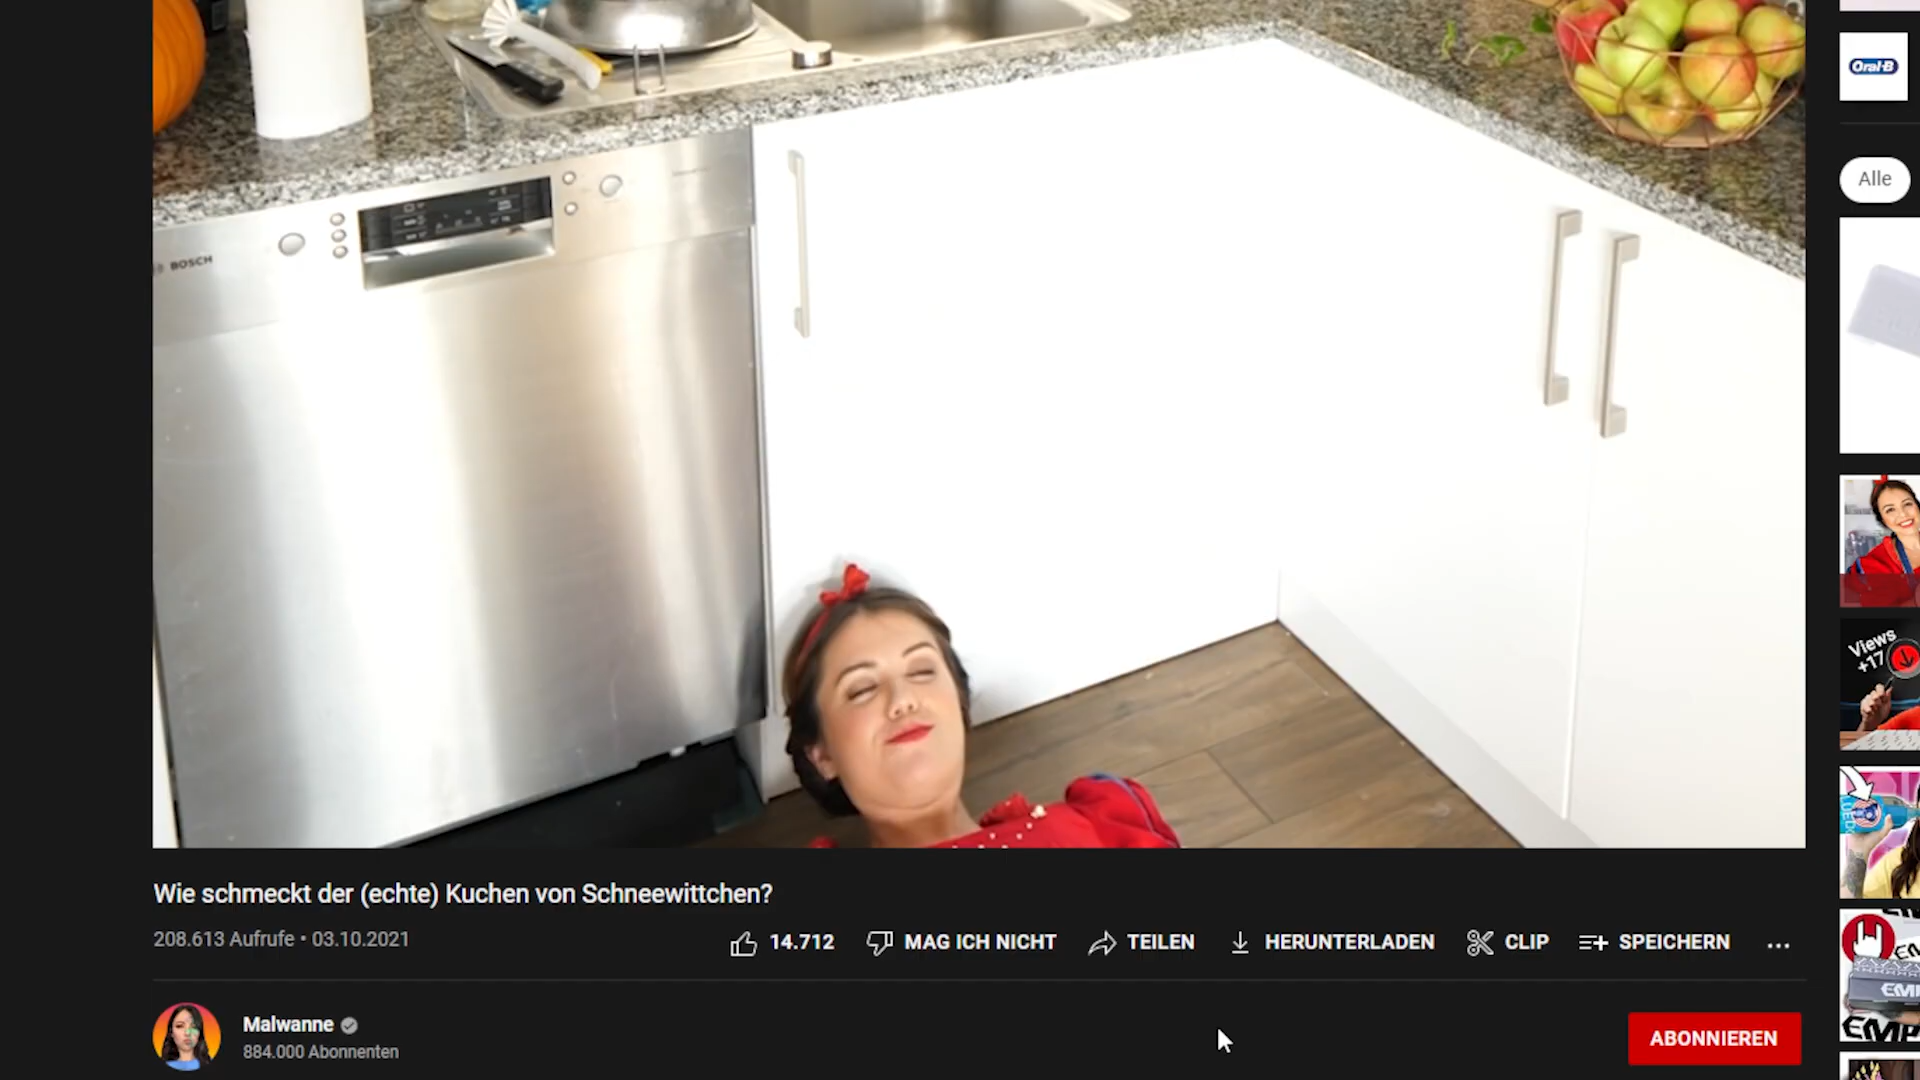 Oral-B
Alle
BOSCH
Views
+17
Wie schmeckt der (echte) Kuchen von Schneewittchen?
208.613 Aufrufe • 03.10.2021
14.712
MAG ICH NICHT
TEILEN
HERUNTERLADEN
CLIP
SPEICHERN
Malwanne
884.000 Abonnenten
ABONNIEREN
EMP